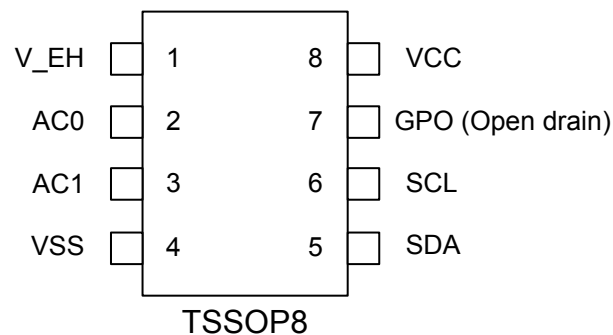 V_EH 1 8 VCC
AC0 2 7 GPO (Open drain)
AC1 3 6 SCL
VSS 4 5 SDA
TSSOP8